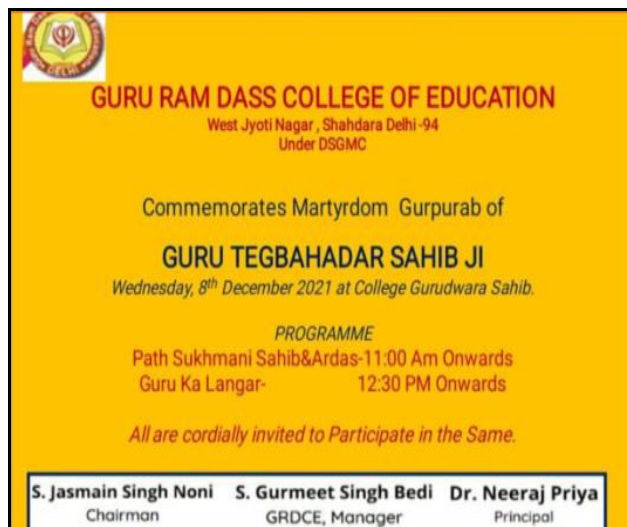 DELHI
GURU RAM DASS COLLEGE OF EDUCATION
West Jyoti Nagar , Shahdara Delhi -94
Under DSGMC
Commemorates Martyrdom Gurpurab of
GURU TEGBAHADAR SAHIB JI
Wednesday, 8th December 2021 at College Gurudwara Sahib.
PROGRAMME
Path Sukhmani Sahib&Ardas-11:00 Am Onwards
Guru Ka Langar- 12:30 PM Onwards
All are cordially invited to Participate in the Same.
S. Jasmain Singh Noni S. Gurmeet Singh Bedi Dr. Neeraj Priya
Chairman GRDCE, Manager Principal